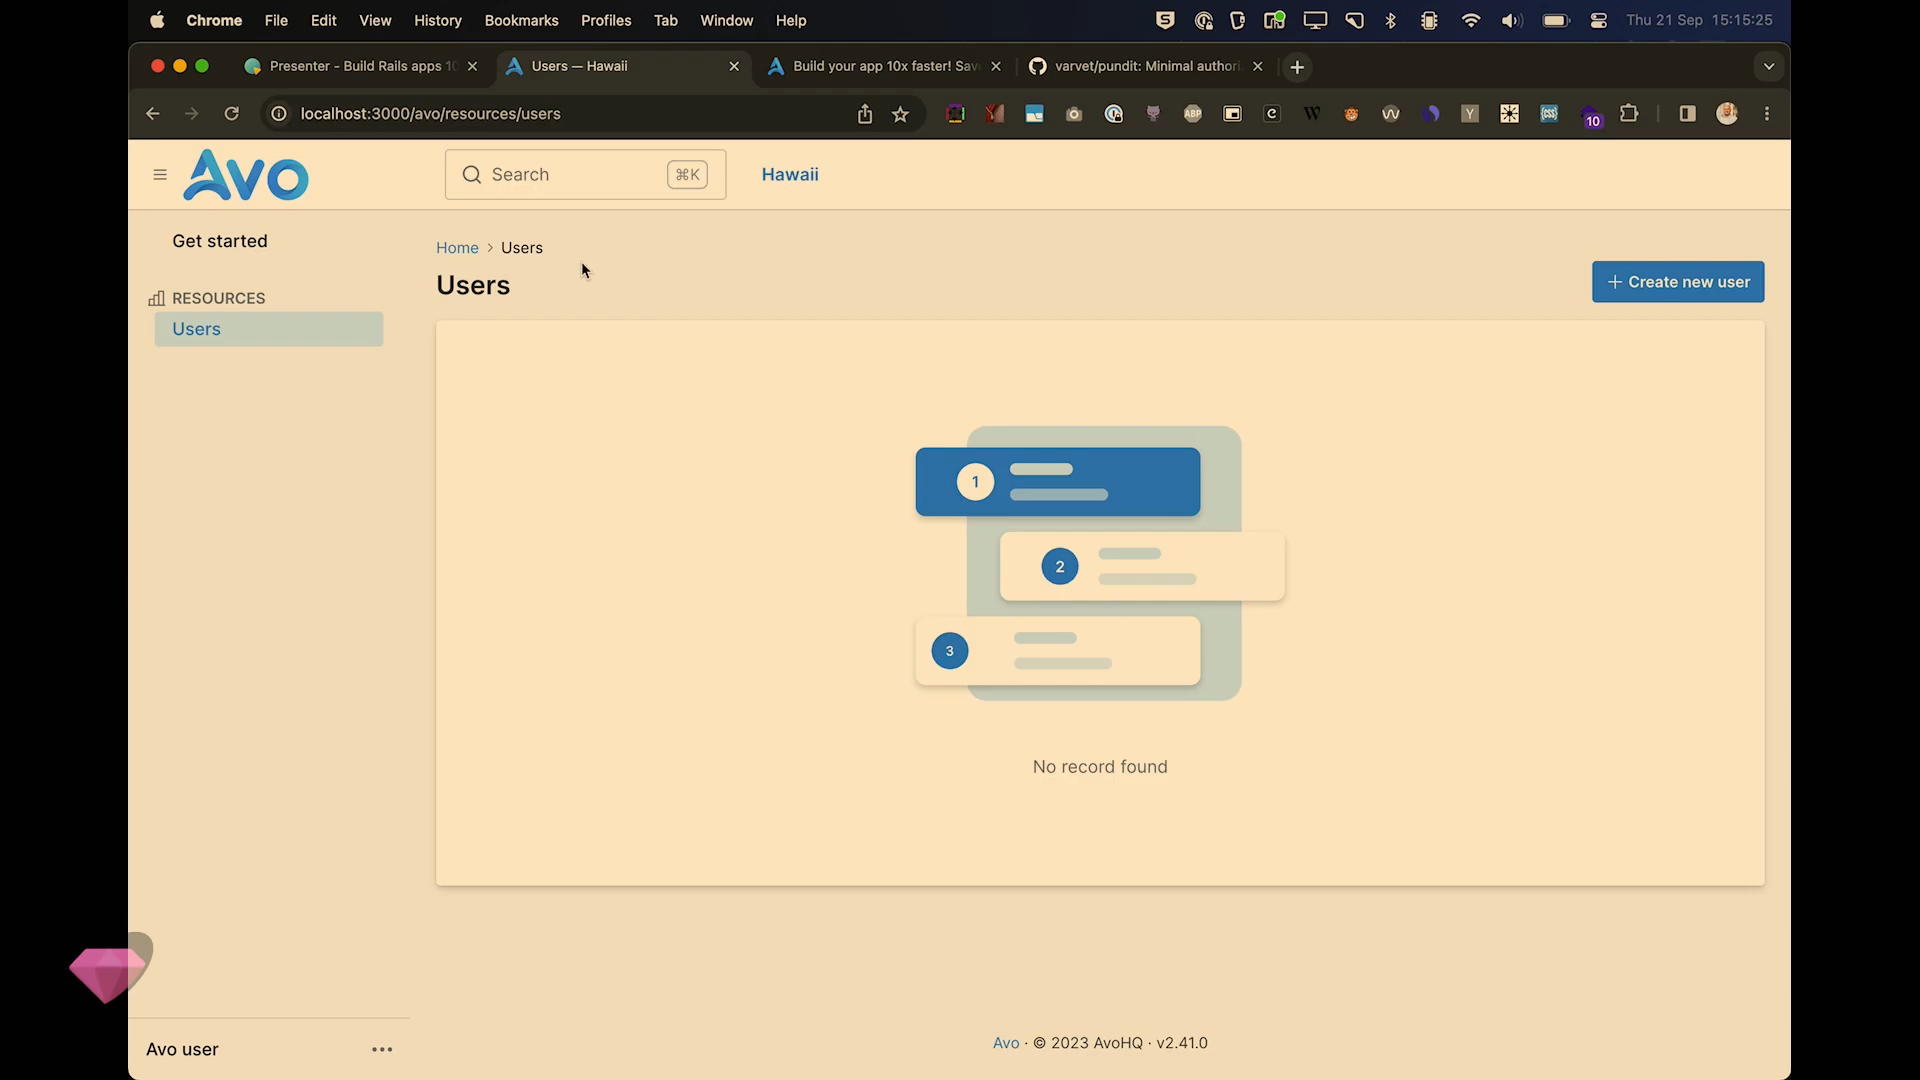 Chrome File Edit View History Bookmarks Profiles Tab Window Help Thu 21 Sep 15:15:25
Presenter - Build Rails apps 10 Users — Hawaii Build your app 10x faster! Sav varvet/pundit: Minimal authori
localhost:3000/avo/resources/users ABP W C {css} Y 10
Avo Search ⌘K Hawaii
Get started
Home > Users
Users
+ Create new user
RESOURCES
Users
1
2
3
No record found
Avo user
Avo · © 2023 AvoHQ · v2.41.0